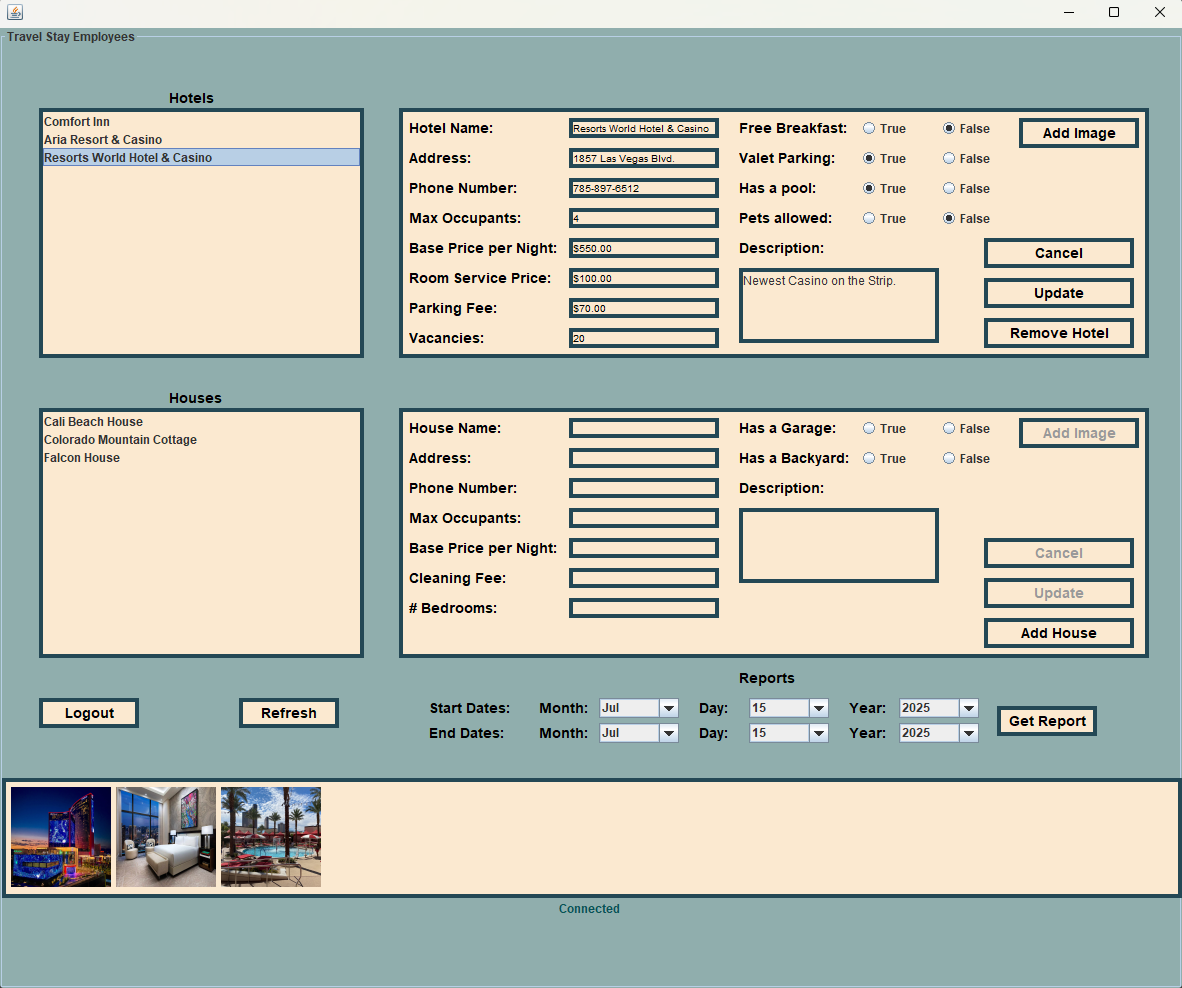 Travel Stay Employees
Hotels
Comfort Inn
Aria Resort & Casino
Resorts World Hotel & Casino
Hotel Name: Resorts World Hotel & Casino
Address: 1857 Las Vegas Blvd.
Phone Number: 785-897-6512
Max Occupants: 4
Base Price per Night: $550.00
Room Service Price: $100.00
Parking Fee: $70.00
Vacancies: 20
Free Breakfast: True False
Valet Parking: True False
Has a pool: True False
Pets allowed: True False
Description:
Newest Casino on the Strip.
Add Image
Cancel
Update
Remove Hotel
Houses
Cali Beach House
Colorado Mountain Cottage
Falcon House
House Name:
Address:
Phone Number:
Max Occupants:
Base Price per Night:
Cleaning Fee:
# Bedrooms:
Has a Garage: True False
Has a Backyard: True False
Description:
Add Image
Cancel
Update
Add House
Logout
Refresh
Reports
Start Dates: Month: Jul Day: 15 Year: 2025
End Dates: Month: Jul Day: 15 Year: 2025
Get Report
Connected